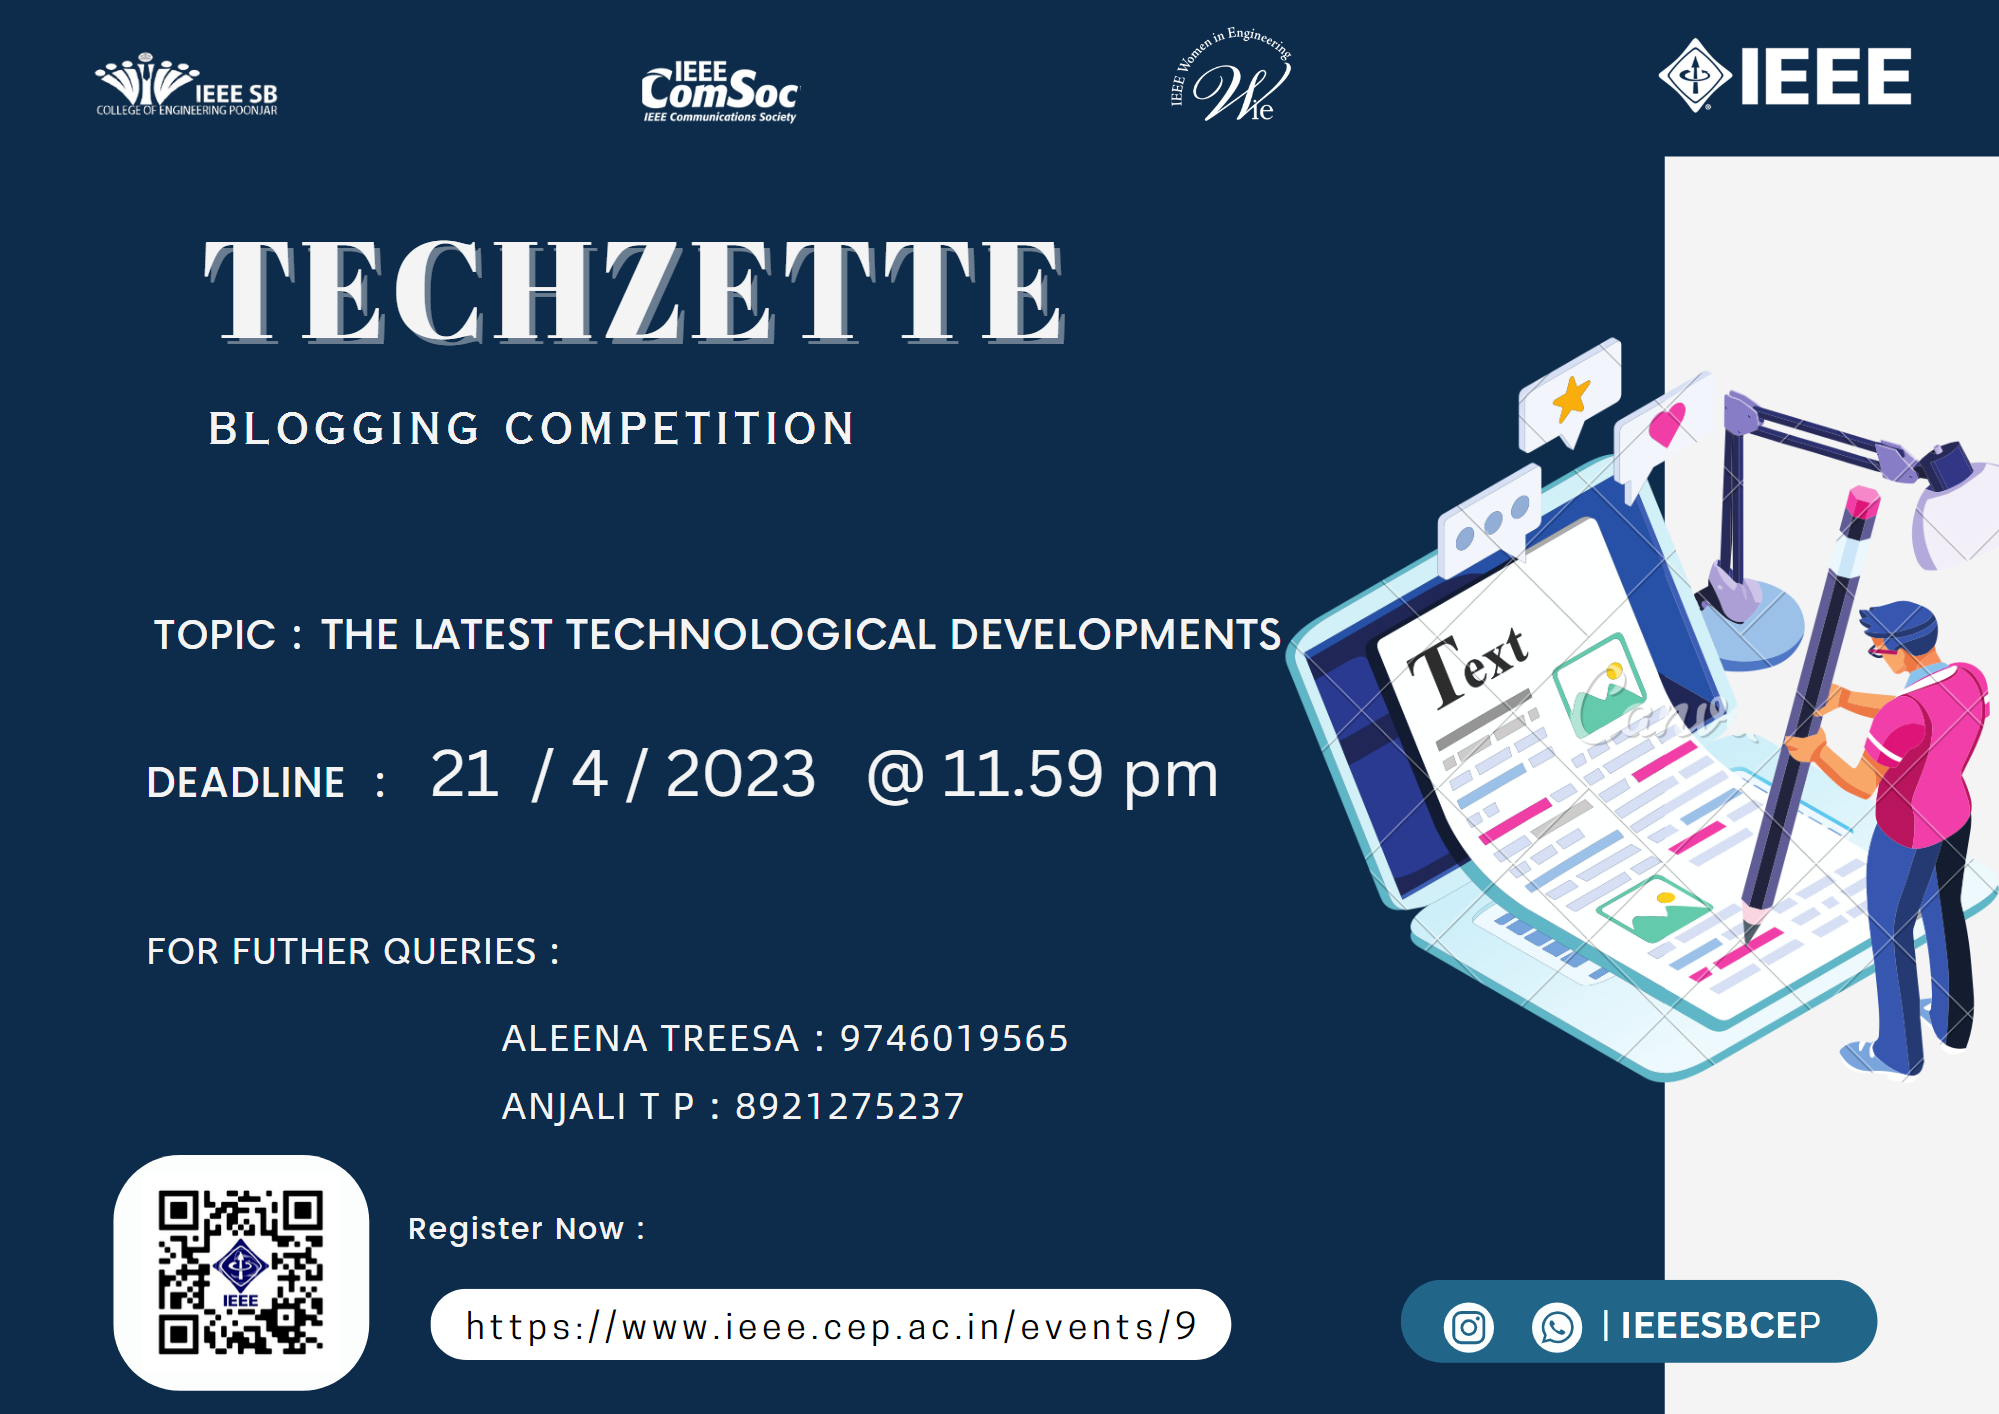 IEEE SB
COLLEGE OF ENGINEERING POONJAR
IEEE
ComSoc
IEEE Communications Society
IEEE Women in Engineering
Wie
IEEE
TECHZETTE
BLOGGING COMPETITION
TOPIC : THE LATEST TECHNOLOGICAL DEVELOPMENTS
DEADLINE : 21 / 4 / 2023 @ 11.59 pm
Text
Canva
FOR FUTHER QUERIES :
ALEENA TREESA : 9746019565
ANJALI T P : 8921275237
IEEE
Register Now :
https://www.ieee.cep.ac.in/events/9
| IEEESBCEP